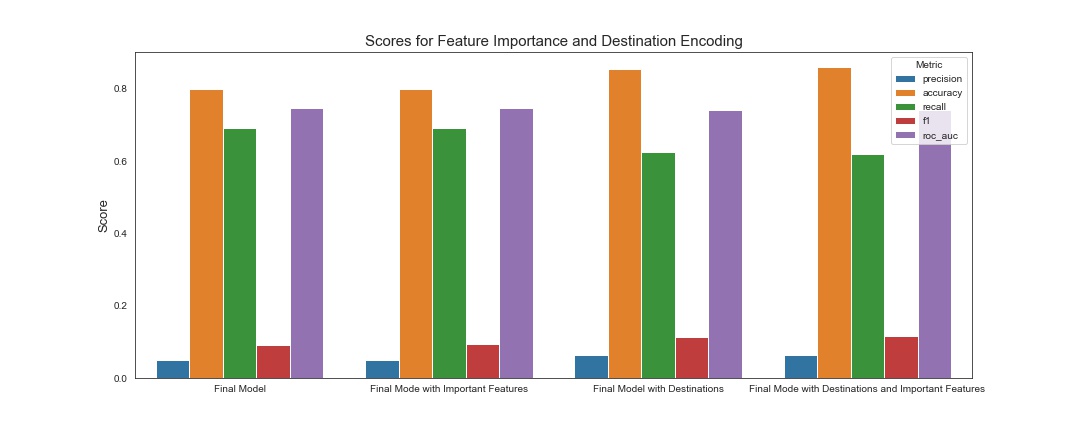 Scores for Feature Importance and Destination Encoding
Metric
precision
accuracy
recall
f1
roc_auc
Score
0.8
0.6
0.4
0.2
0.0
Final Model
Final Mode with Important Features
Final Model with Destinations
Final Mode with Destinations and Important Features